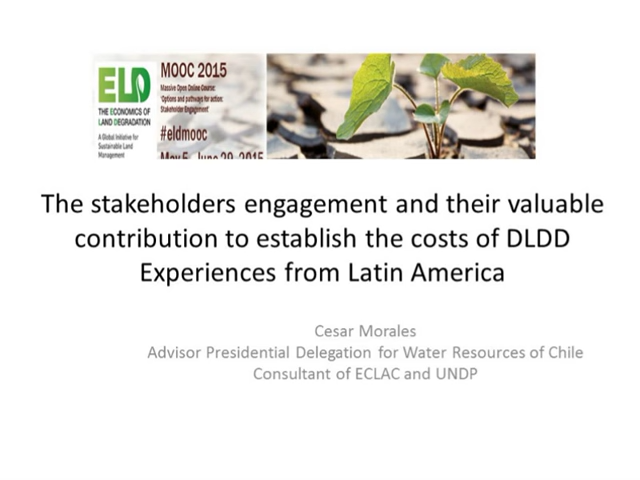 ELD
THE ECONOMICS OF
LAND DEGRADATION
A Global Initiative for
Sustainable Land
Management
MOOC 2015
Massive Open Online Course:
'Options and pathways for action:
Stakeholder Engagement'
#eldmooc
May 5 - June 29, 2015
The stakeholders engagement and their valuable
contribution to establish the costs of DLDD
Experiences from Latin America
Cesar Morales
Advisor Presidential Delegation for Water Resources of Chile
Consultant of ECLAC and UNDP